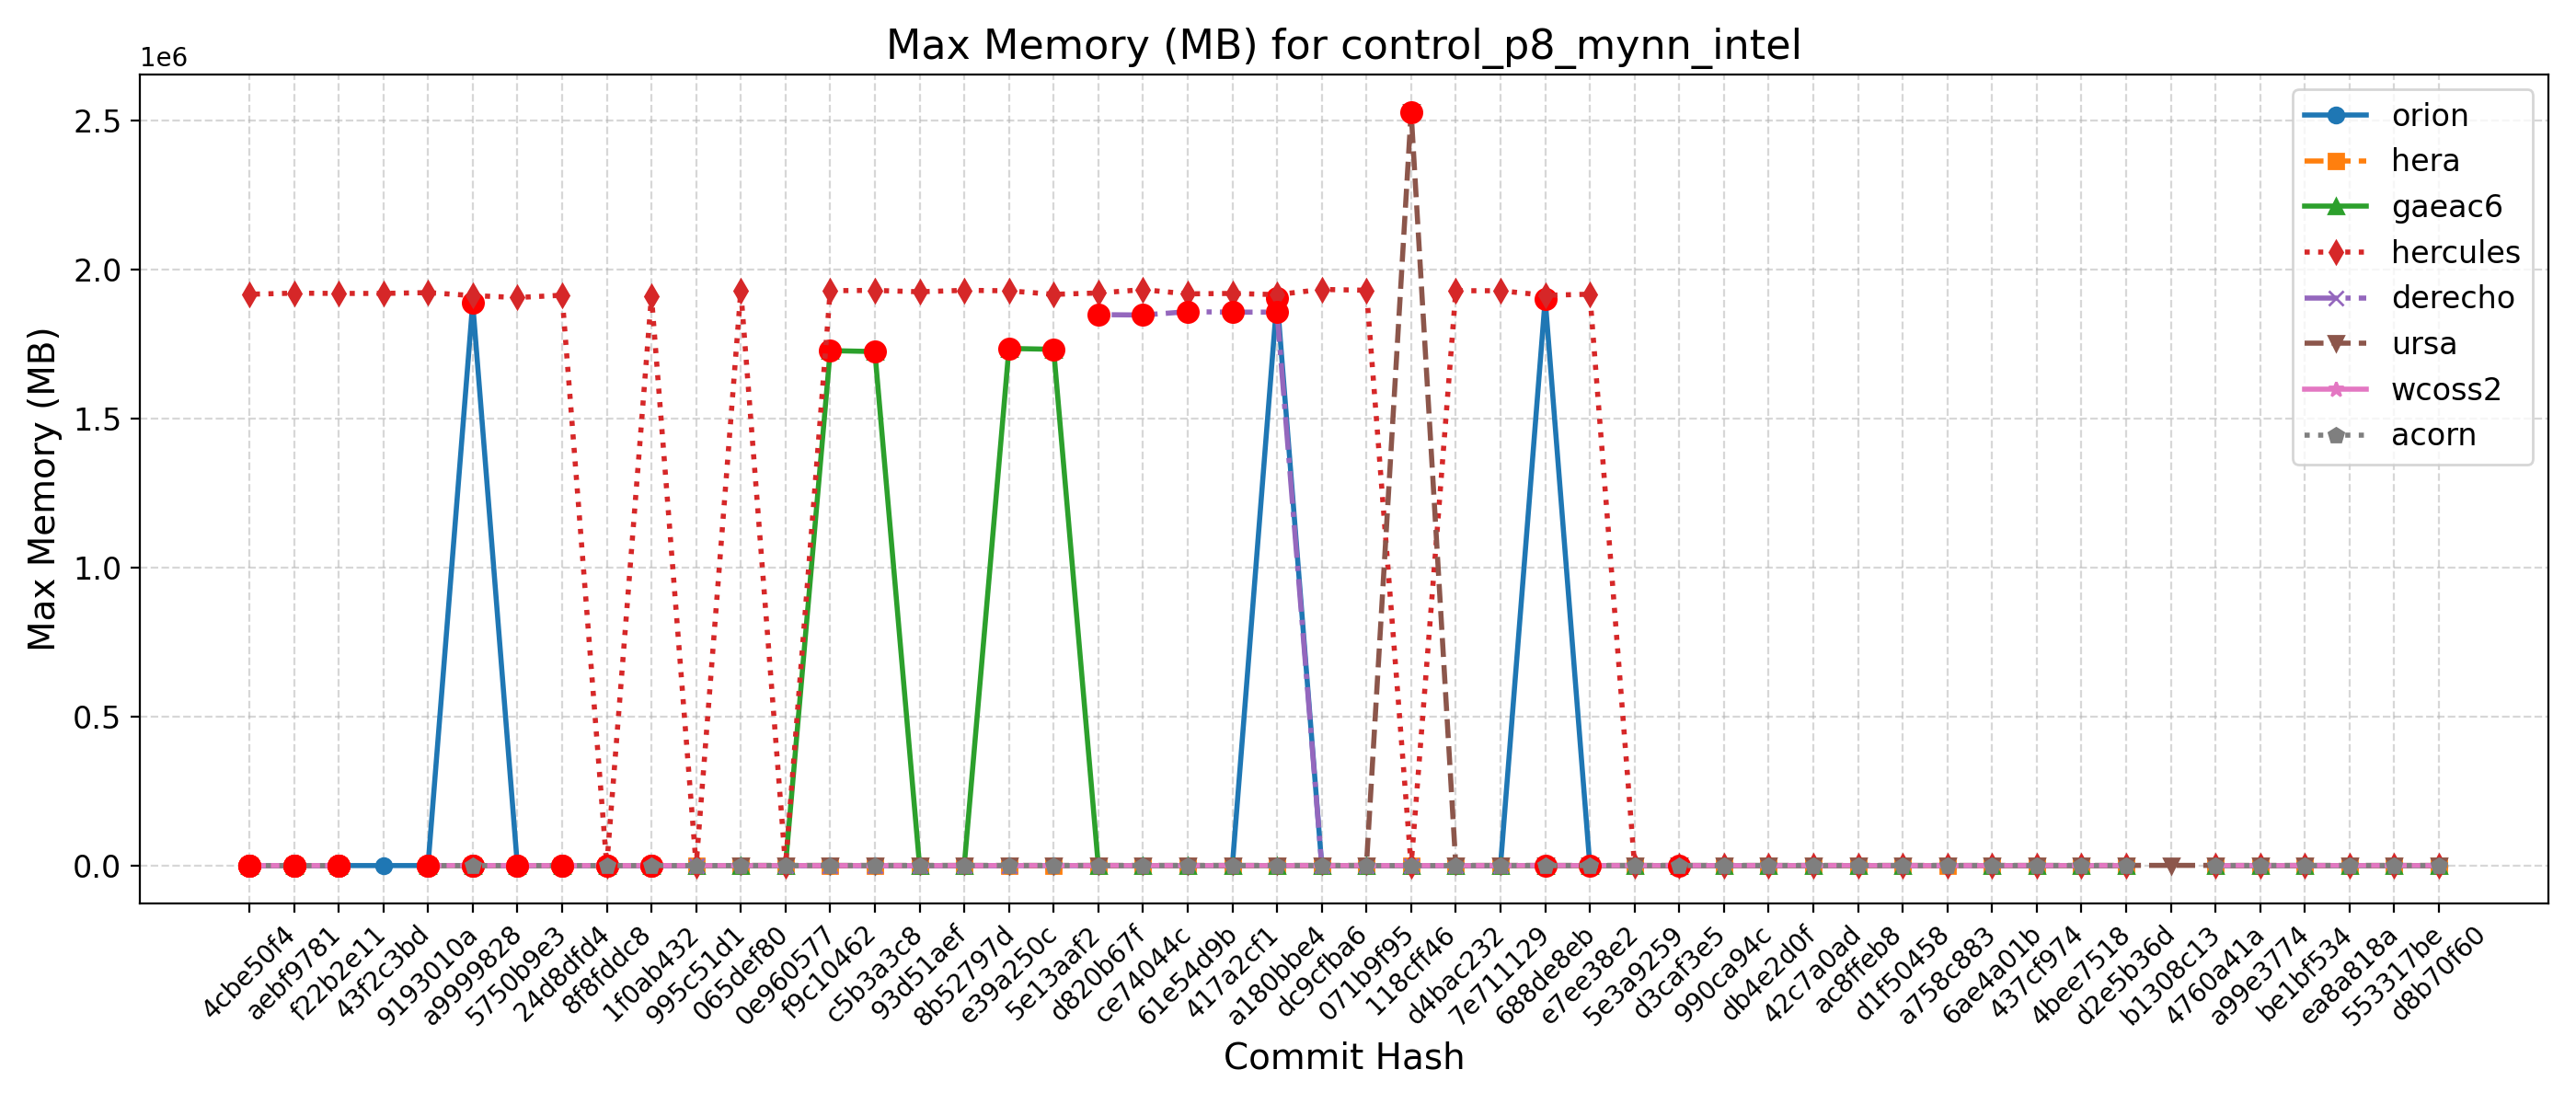 Max Memory (MB) for control_p8_mynn_intel
1e6
2.5
2.0
1.5
1.0
0.5
0.0
Max Memory (MB)
orion
hera
gaeac6
hercules
derecho
ursa
wcoss2
acorn
4cbe50f4
aebf9781
f22b2e11
43f2c3bd
9193010a
a9999828
5750b9e3
24d8dfd4
8f8fddc8
1f0ab432
995c51d1
065def80
0e960577
f9c10462
c5b3a3c8
93d51aef
8b52797d
e39a250c
5e13aaf2
d820b67f
ce74044c
61e54d9b
417a2cf1
a180bbe4
dc9cfba6
071b9f95
118cff46
d4bac232
7e711129
688de8eb
e7ee38e2
5e3a9259
d3caf3e5
990ca94c
db4e2d0f
42c7a0ad
ac8ffeb8
d1f50458
a758c883
6ae4a01b
437cf974
4bee7518
d2e5b36d
b1308c13
4760a41a
a99e3774
be1bf534
ea8a818a
553317be
d8b70f60
Commit Hash